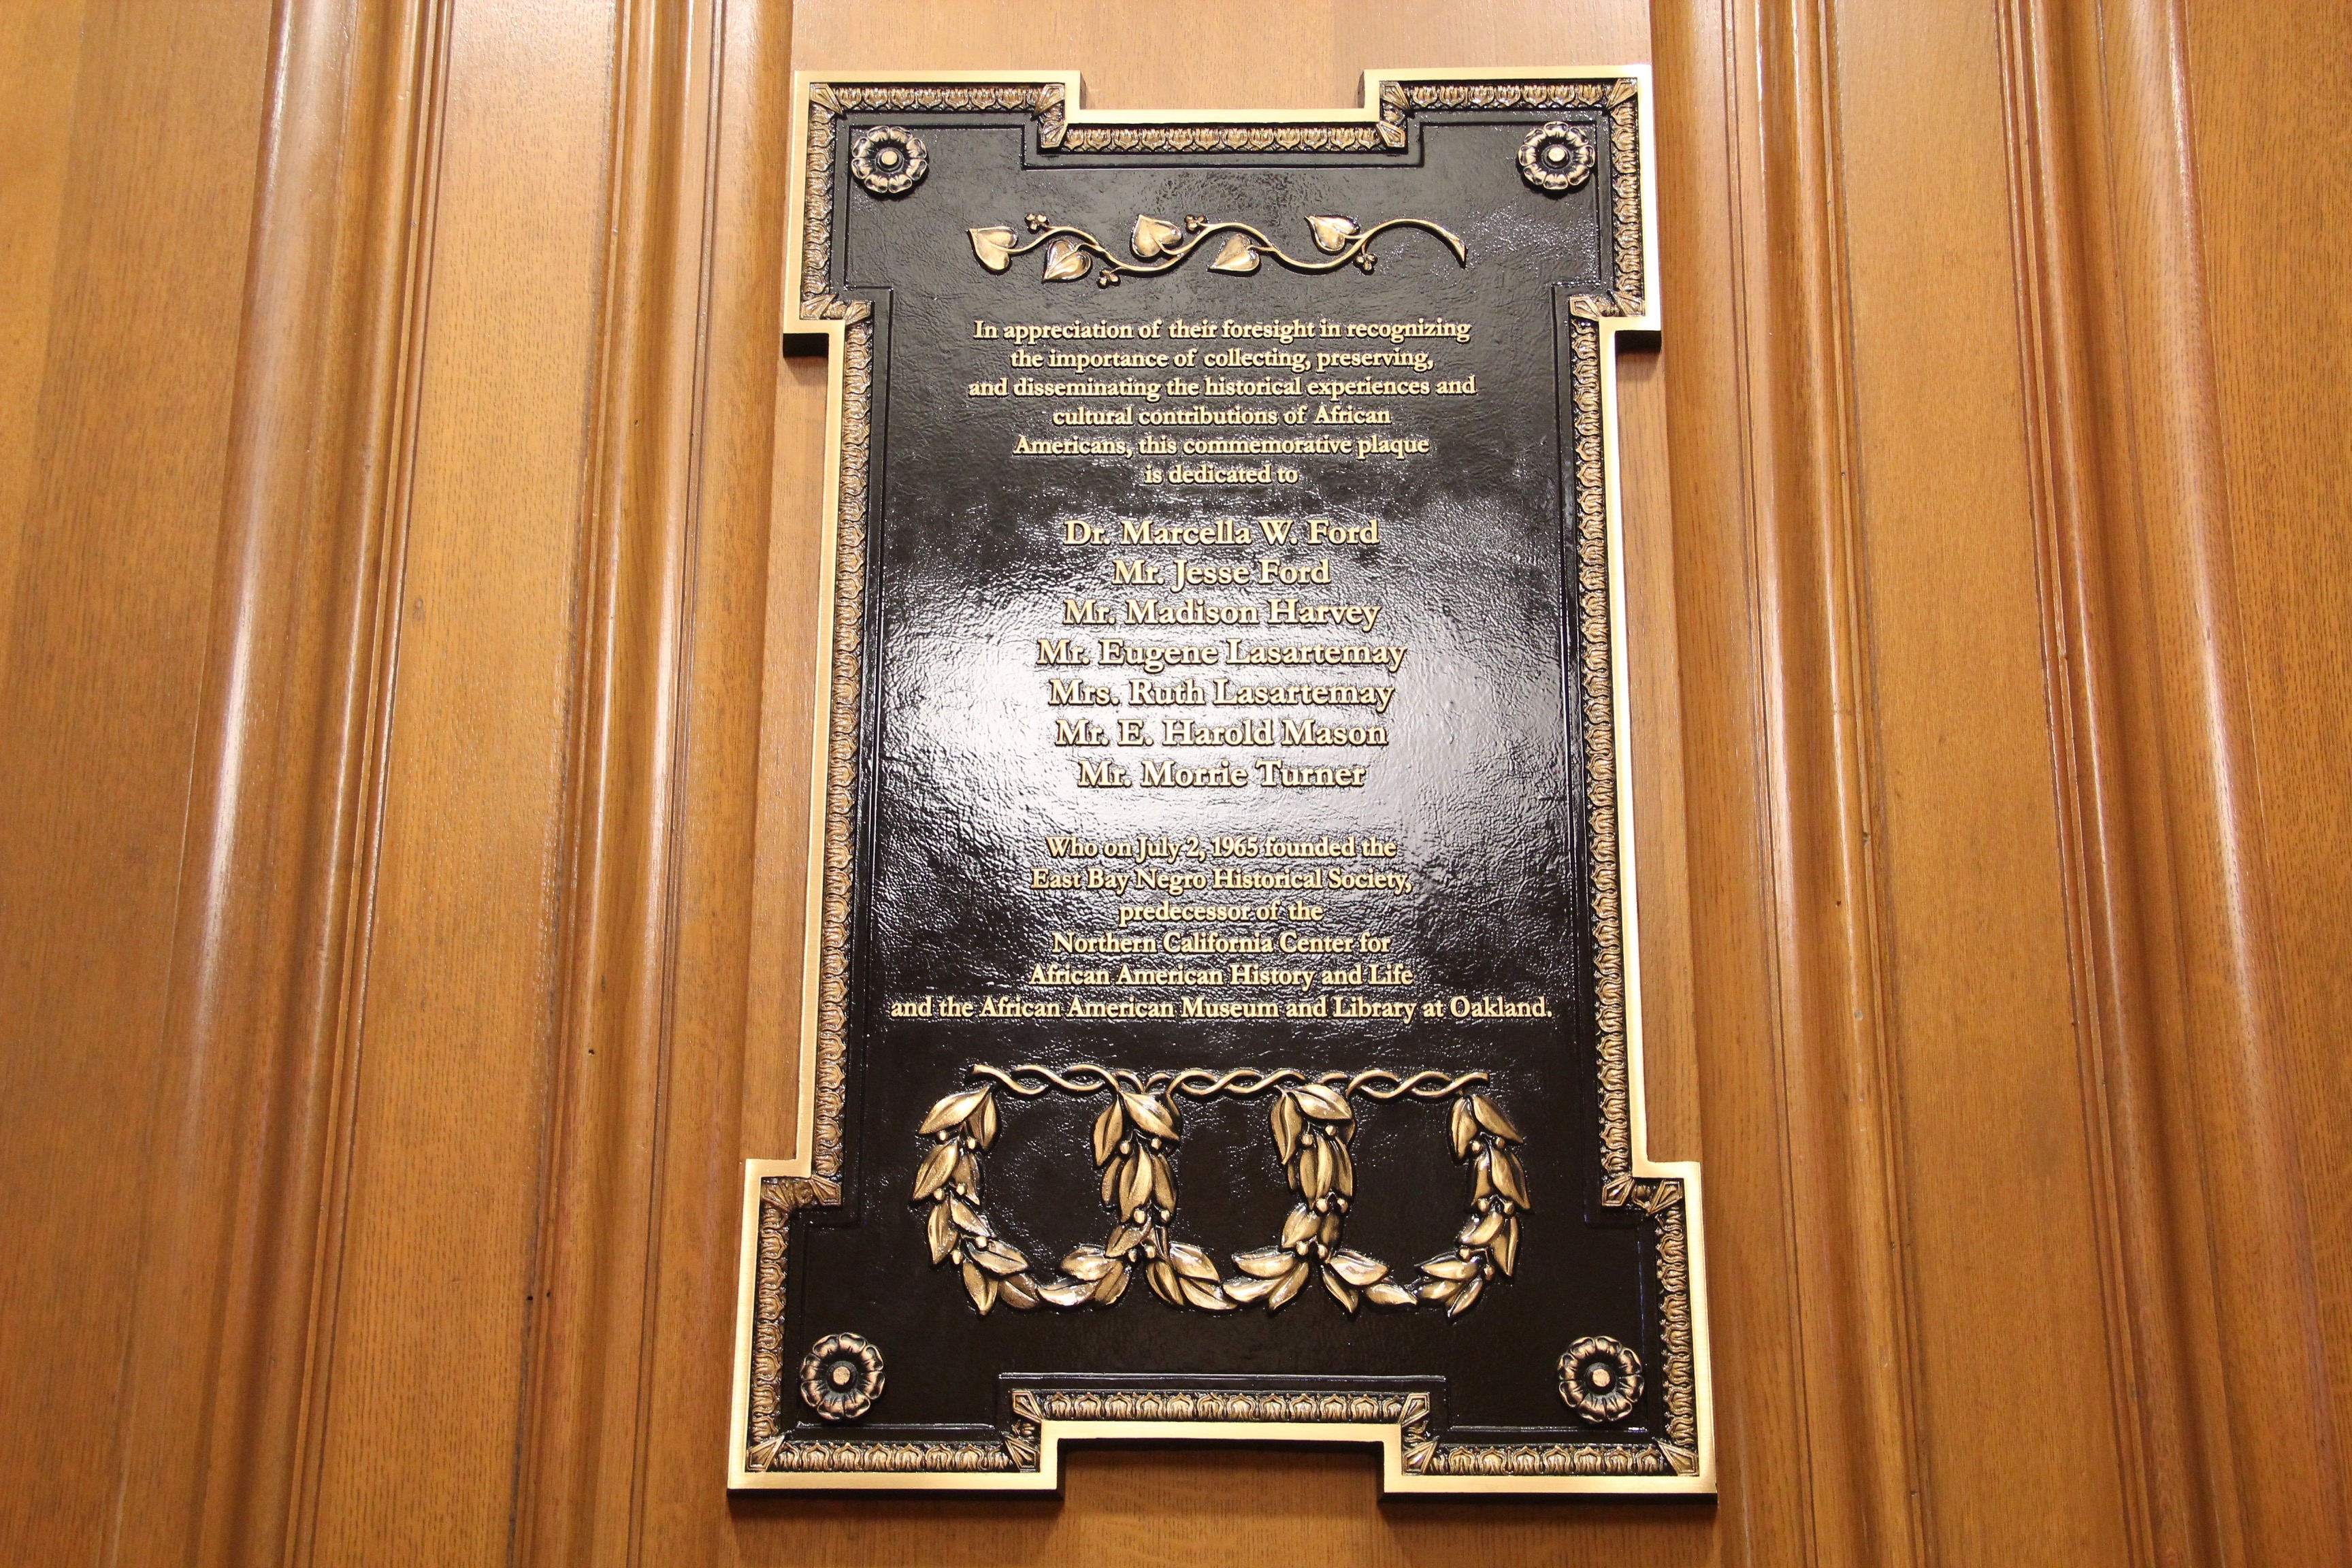 In appreciation of their foresight in recognizing
the importance of collecting, preserving,
and disseminating the historical experiences and
cultural contributions of African
Americans, this commemorative plaque
is dedicated to
Dr. Marcella W. Ford
Mr. Jesse Ford
Mr. Madison Harvey
Mr. Eugene Lasartemay
Mrs. Ruth Lasartemay
Mr. E. Harold Mason
Mr. Morrie Turner
Who on July 2, 1965 founded the
East Bay Negro Historical Society,
predecessor of the
Northern California Center for
African American History and Life
and the African American Museum and Library at Oakland.